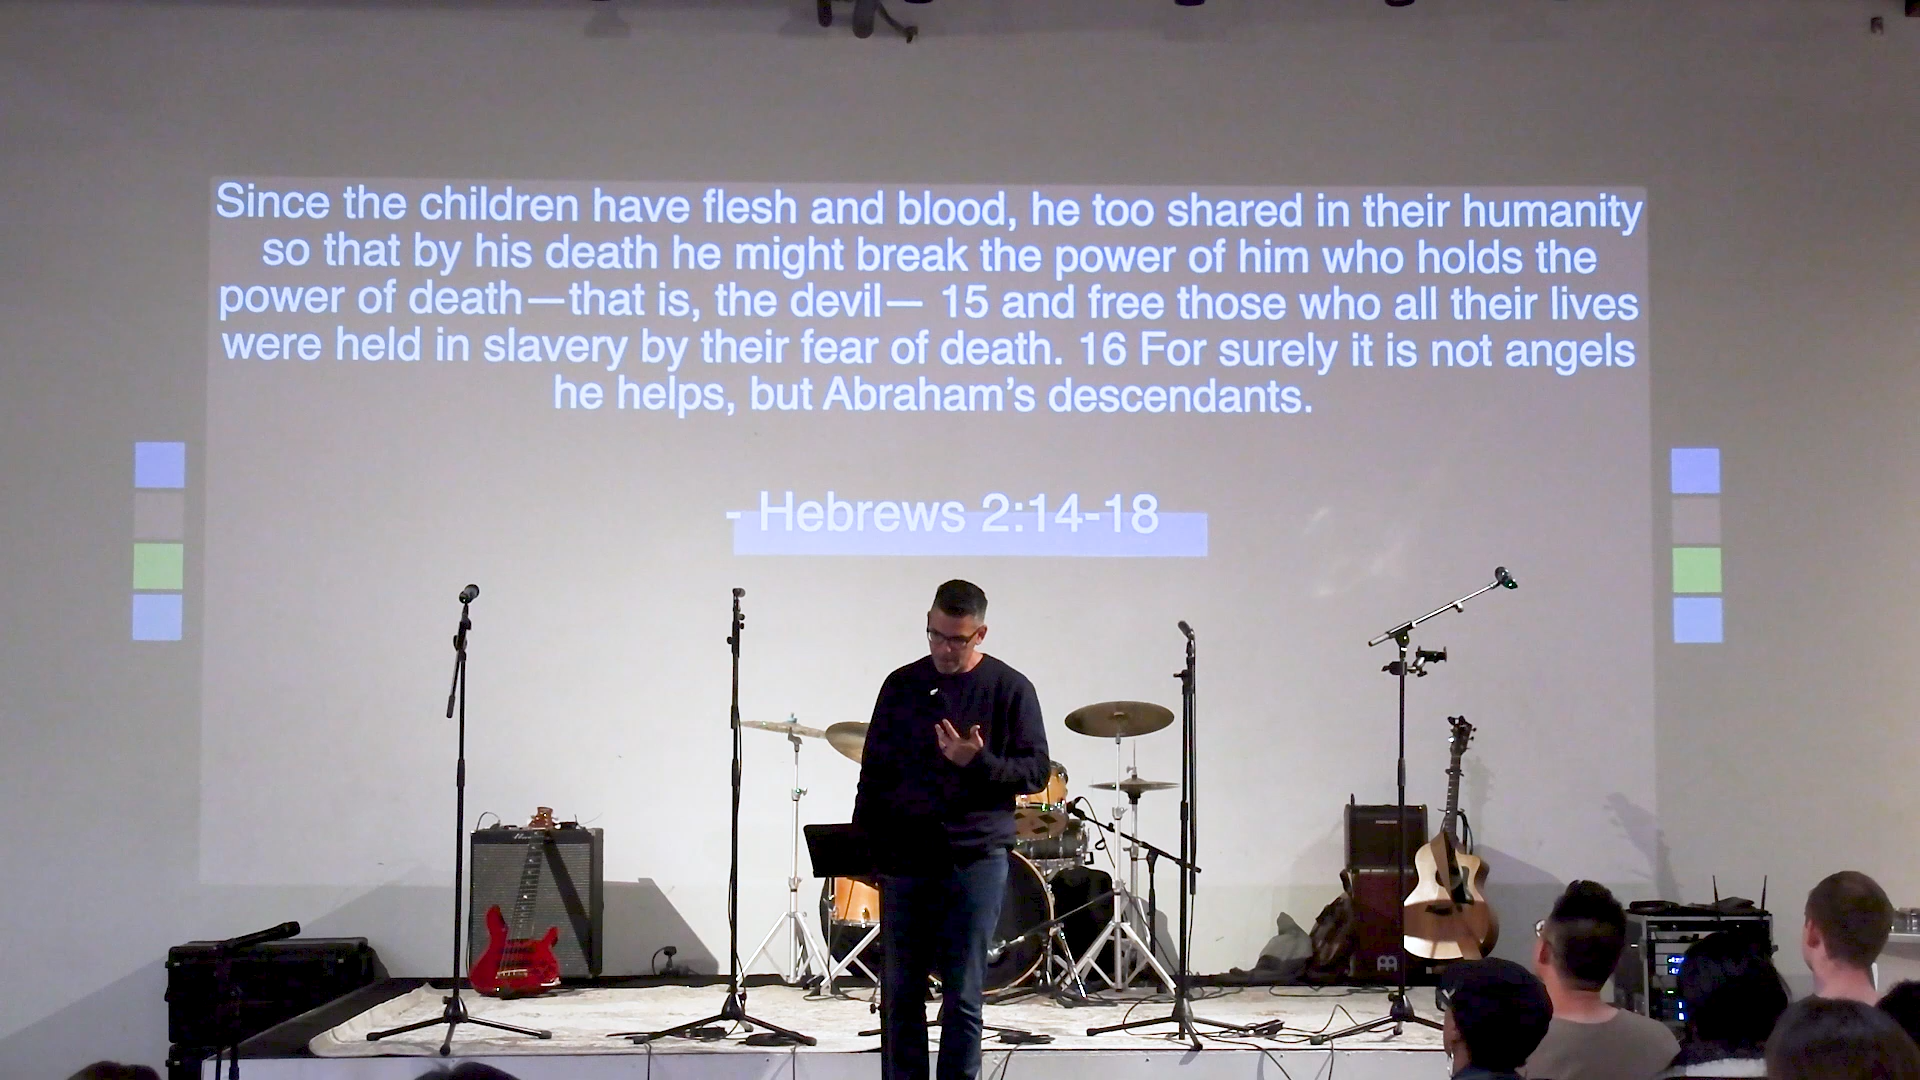 Since the children have flesh and blood, he too shared in their humanity
so that by his death he might break the power of him who holds the
power of death—that is, the devil— 15 and free those who all their lives
were held in slavery by their fear of death. 16 For surely it is not angels
he helps, but Abraham’s descendants.
- Hebrews 2:14-18